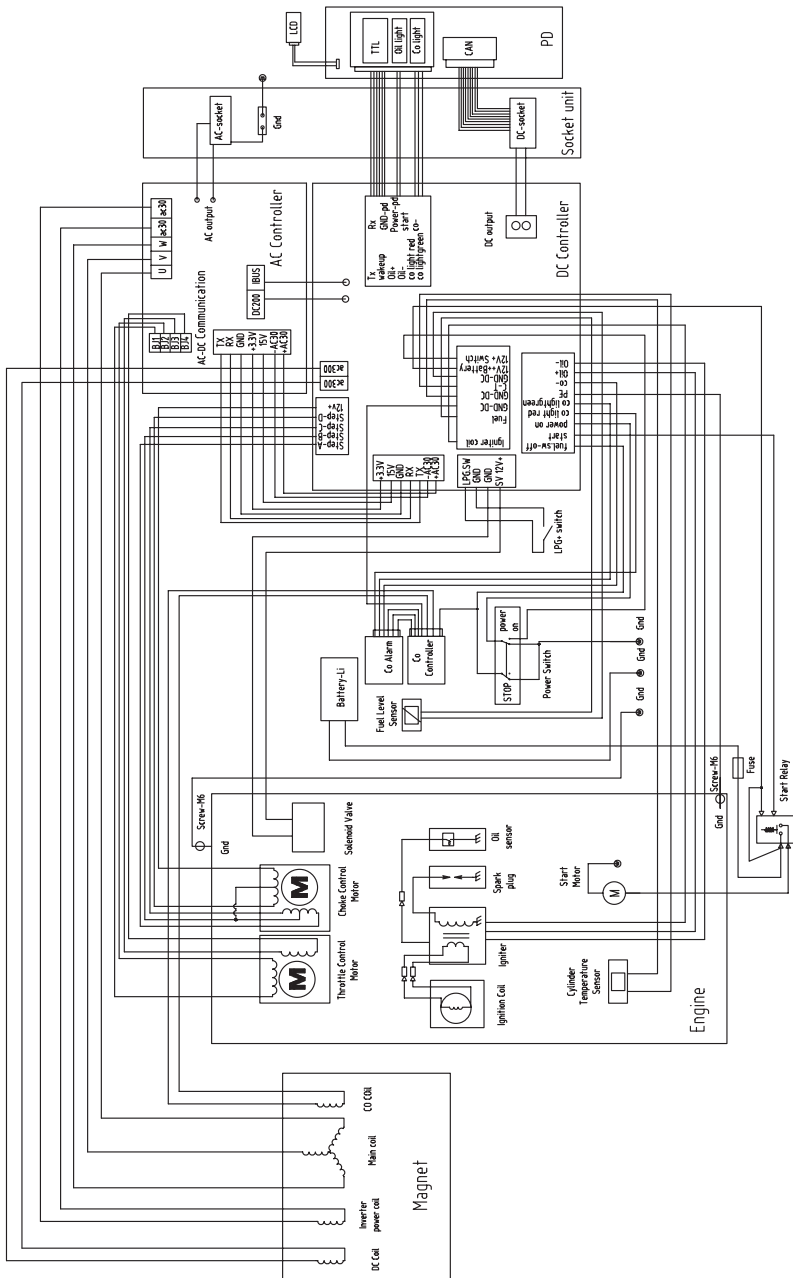 LCD
TTL
Oil light
Co light
CAN
PD
AC-socket
Gnd
DC-socket
Socket unit
ac30
ac30
W
V
U
AC output
AC Controller
AC-DC Communication
BJ1
BJ2
BJ3
BJ4
DC200
IBUS
TX
RX
GND
+3.3V
15V
-AC30
+AC30
Rx
GND-pd
Power-pd
start
co-
Tx
wakeup
Oil+
Oil-
co light red
co lightgreen
DC output
DC Controller
ac300
ac300
12v+
Step-D
Step-C
Step-B
Step-A
12V+ Switch
12V++Battery
GND-DC
C-T
GND-DC
GND-DC
Fuel
Igniter coil
Oil-
Oil+
co-
PE
co lightgreen
co light red
power on
start
fuel.sw-off
+3.3V
15V
GND
RX
TX
-AC30
+AC30
LPG.SW
GND
GND
SV 12V+
LPG+ switch
Co Alarm
Co
Controller
power
on
STOP
Power Switch
Gnd
Gnd
Gnd
Battery-Li
Fuel Level
Sensor
Screw-M6
Gnd
Solenoid Valve
M
Choke Control
Motor
M
Throttle Control
Motor
Oil
sensor
Spark
plug
Igniter
Ignition Coil
Start
Motor
M
Cylinder
Temperature
Sensor
Engine
Screw-M6
Gnd
Fuse
Start Relay
CO COil
Main coil
Inverter
power coil
DC Coil
Magnet